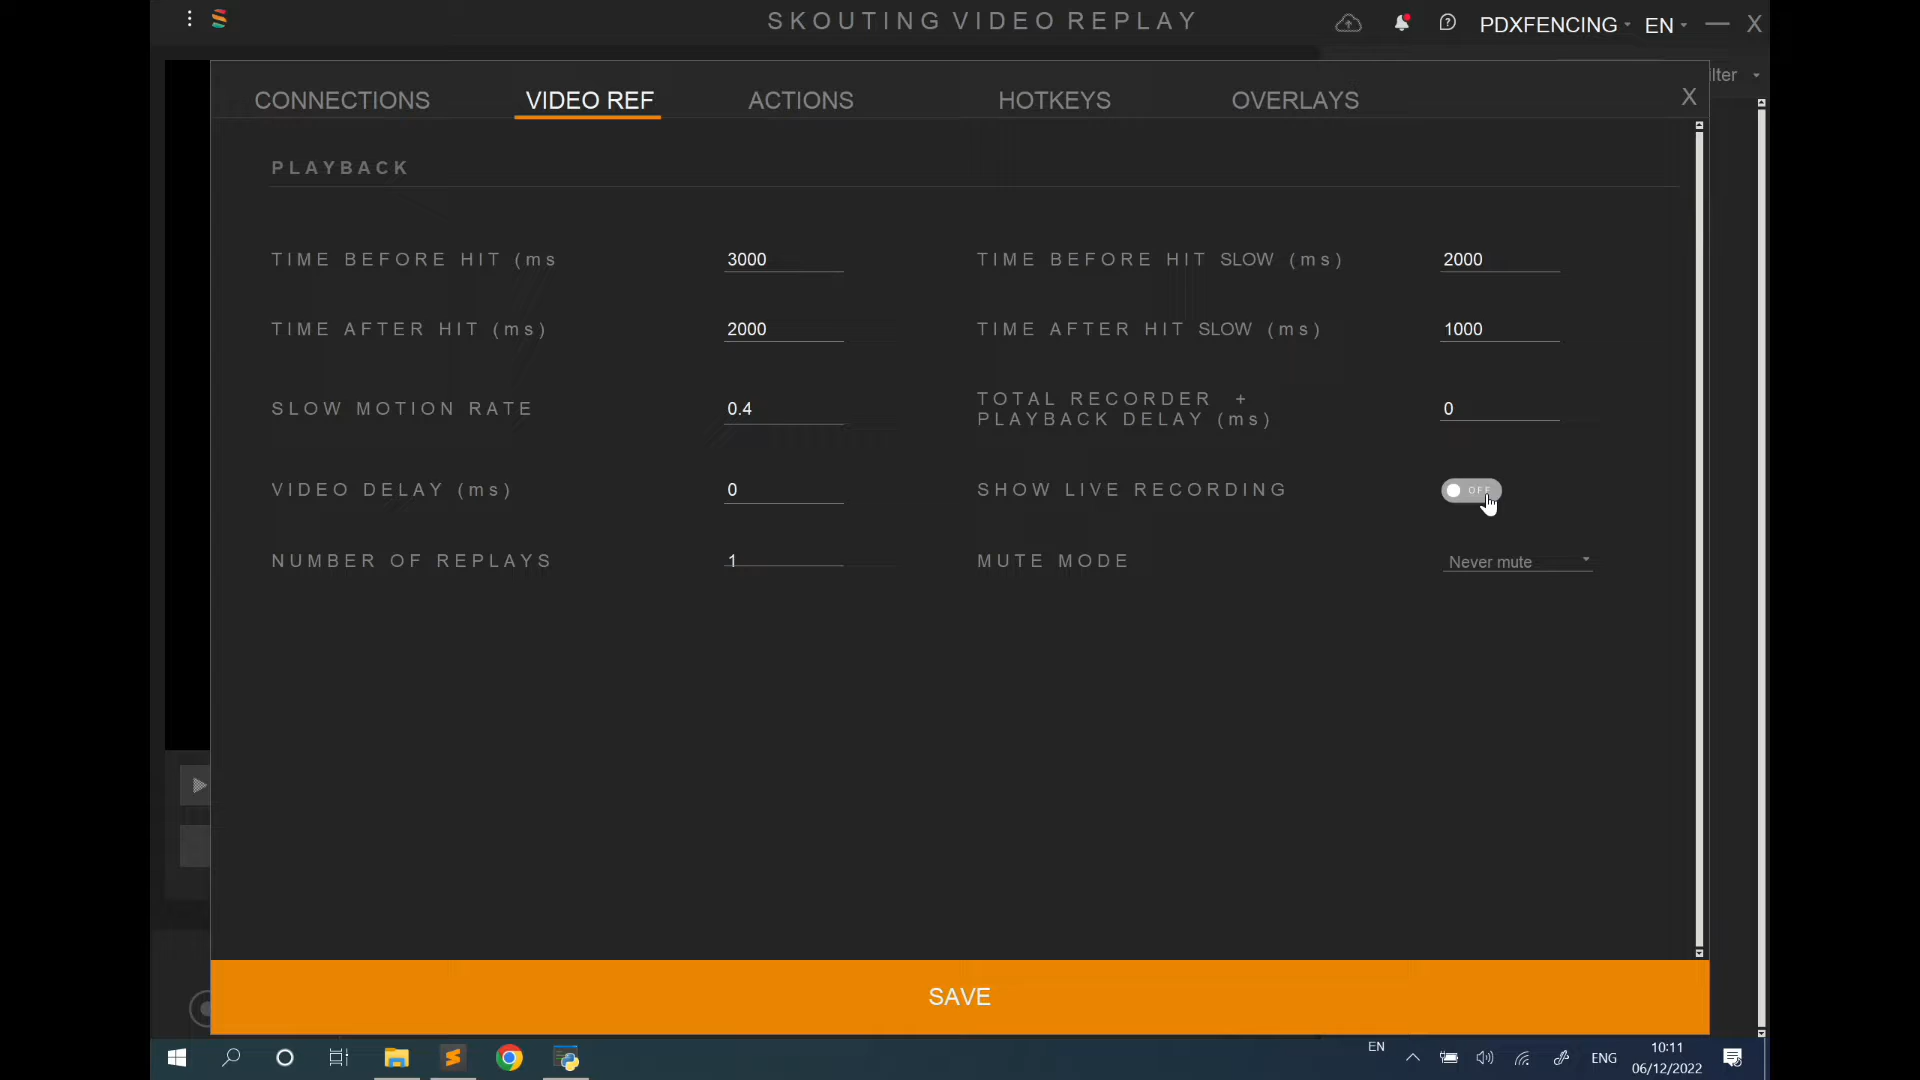 SKOUTING VIDEO REPLAY
PDXFENCING
EN
CONNECTIONS
VIDEO REF
ACTIONS
HOTKEYS
OVERLAYS
X
lter
PLAYBACK
TIME BEFORE HIT (ms
3000
TIME BEFORE HIT SLOW (ms)
2000
TIME AFTER HIT (ms)
2000
TIME AFTER HIT SLOW (ms)
1000
SLOW MOTION RATE
0.4
TOTAL RECORDER +
PLAYBACK DELAY (ms)
0
VIDEO DELAY (ms)
0
SHOW LIVE RECORDING
OFF
NUMBER OF REPLAYS
1
MUTE MODE
Never mute
SAVE
EN
ENG
10:11
06/12/2022